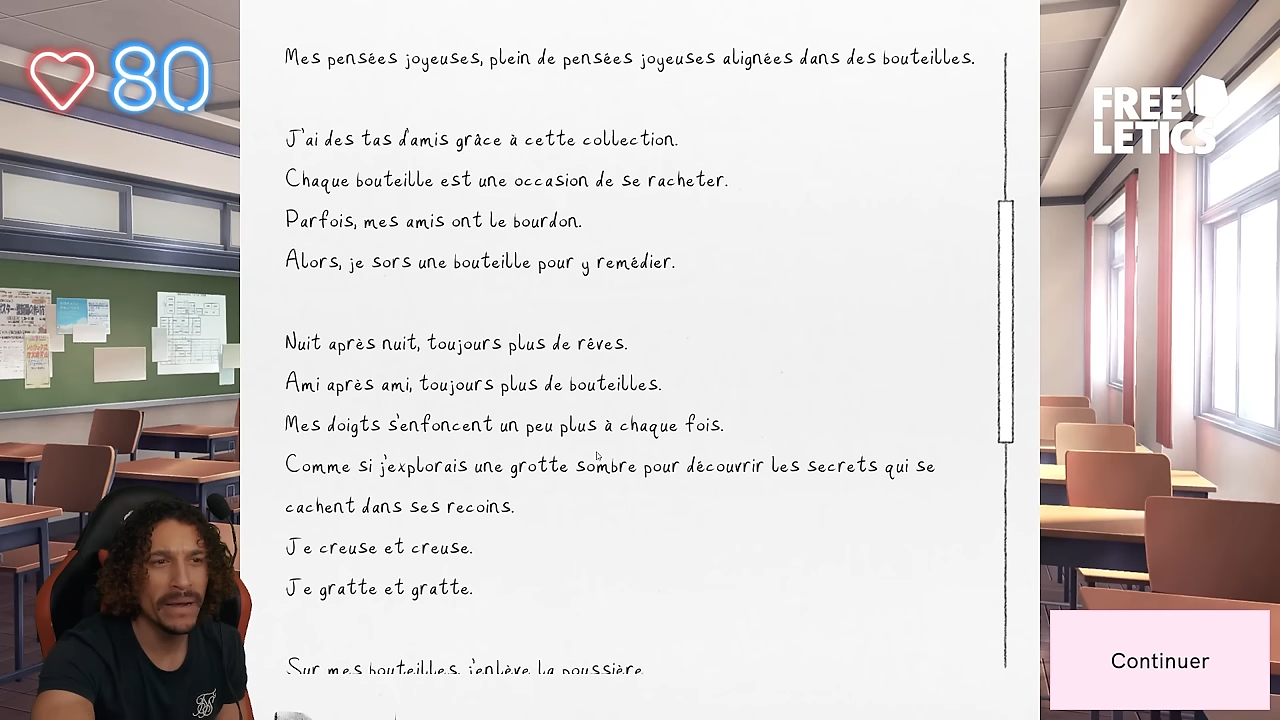 80
FREE
LETICS
Mes pensées joyeuses, plein de pensées joyeuses alignées dans des bouteilles.
J'ai des tas d'amis grâce à cette collection.
Chaque bouteille est une occasion de se racheter.
Parfois, mes amis ont le bourdon.
Alors, je sors une bouteille pour y remédier.
Nuit après nuit, toujours plus de rêves.
Ami après ami, toujours plus de bouteilles.
Mes doigts s'enfoncent un peu plus à chaque fois.
Comme si j'explorais une grotte sombre pour découvrir les secrets qui se
cachent dans ses recoins.
Je creuse et creuse.
Je gratte et gratte.
Sur mes bouteilles, j'enlève la poussière
Continuer